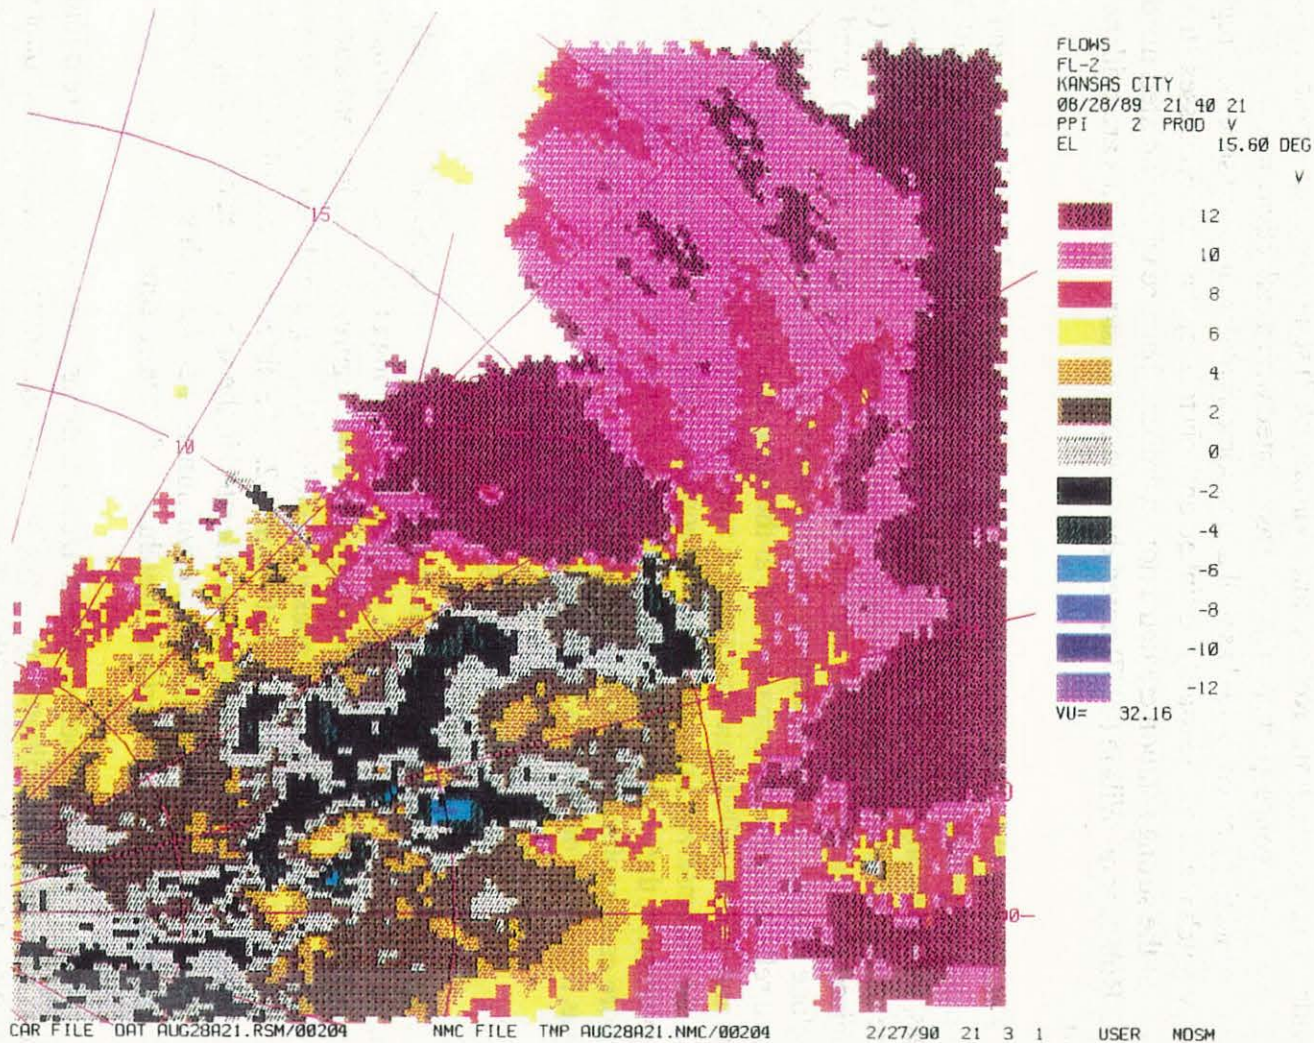 FLOWS
FL-2
KANSAS CITY
08/28/89 21 40 21
PPI 2 PROD V
EL 15.60 DEG
V
12
10
8
6
4
2
0
-2
-4
-6
-8
-10
-12
VU= 32.16
15
10
CAR FILE DAT AUG28A21.RSM/00204 NMC FILE TMP AUG28A21.NMC/00204 2/27/90 21 3 1 USER NOSM